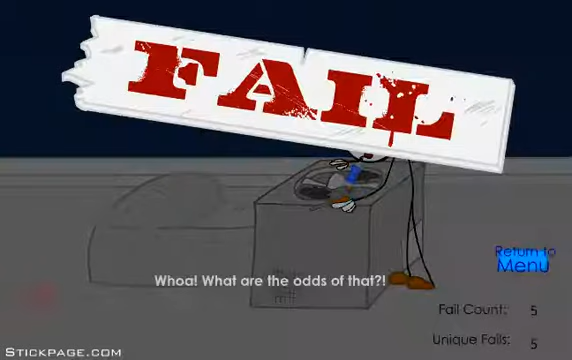 FAIL
Return to
Menu
Whoa! What are the odds of that?!
Fail Count: 5
Unique Fails: 5
STICKPAGE.COM